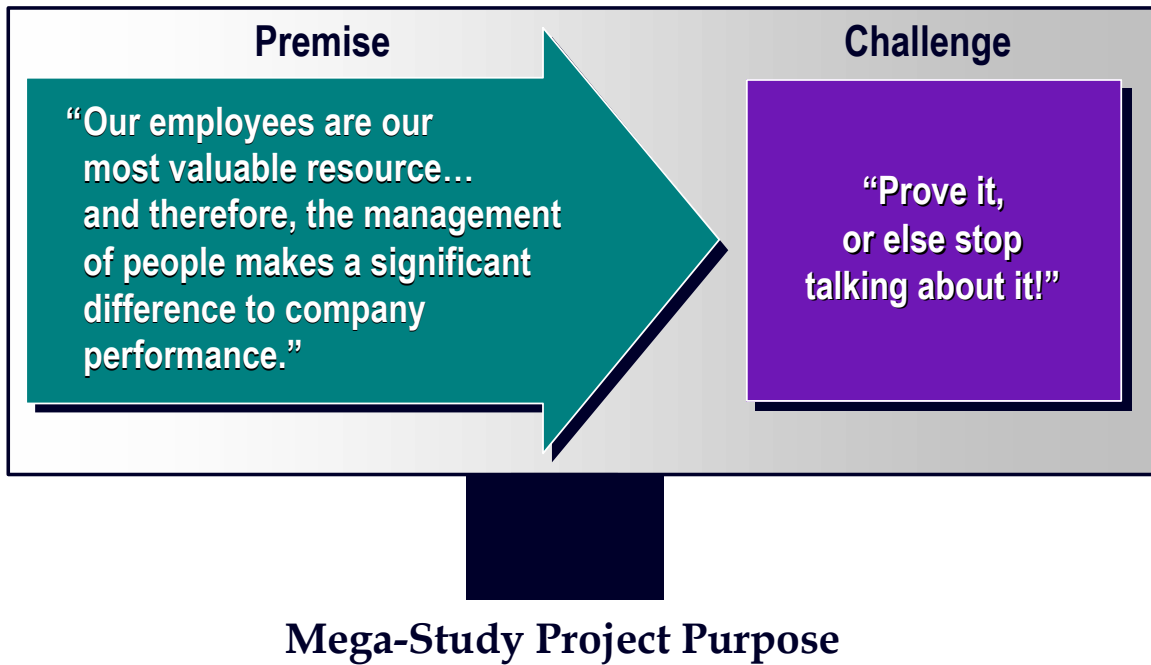 Premise
“Our employees are our
most valuable resource…
and therefore, the management
of people makes a significant
difference to company
performance.”
Challenge
“Prove it,
or else stop
talking about it!”
Mega-Study Project Purpose